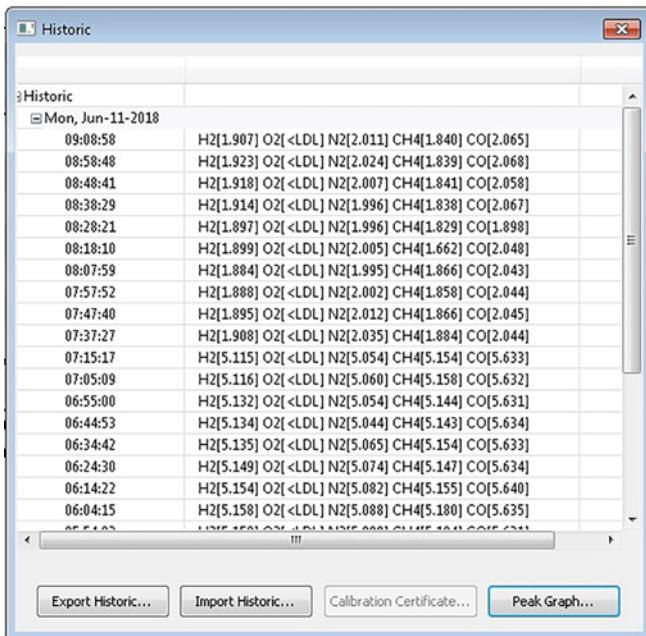 Historic
Historic
Mon, Jun-11-2018
09:08:58 H2[1.907] O2[<LDL] N2[2.011] CH4[1.840] CO[2.065]
08:58:48 H2[1.923] O2[<LDL] N2[2.024] CH4[1.839] CO[2.068]
08:48:41 H2[1.918] O2[<LDL] N2[2.007] CH4[1.841] CO[2.058]
08:38:29 H2[1.914] O2[<LDL] N2[1.996] CH4[1.838] CO[2.067]
08:28:21 H2[1.897] O2[<LDL] N2[1.996] CH4[1.829] CO[1.898]
08:18:10 H2[1.899] O2[<LDL] N2[2.005] CH4[1.662] CO[2.048]
08:07:59 H2[1.884] O2[<LDL] N2[1.995] CH4[1.866] CO[2.043]
07:57:52 H2[1.888] O2[<LDL] N2[2.002] CH4[1.858] CO[2.044]
07:47:40 H2[1.895] O2[<LDL] N2[2.012] CH4[1.866] CO[2.045]
07:37:27 H2[1.908] O2[<LDL] N2[2.035] CH4[1.884] CO[2.044]
07:15:17 H2[5.115] O2[<LDL] N2[5.054] CH4[5.154] CO[5.633]
07:05:09 H2[5.116] O2[<LDL] N2[5.060] CH4[5.158] CO[5.632]
06:55:00 H2[5.132] O2[<LDL] N2[5.054] CH4[5.144] CO[5.631]
06:44:53 H2[5.134] O2[<LDL] N2[5.044] CH4[5.143] CO[5.634]
06:34:42 H2[5.135] O2[<LDL] N2[5.065] CH4[5.154] CO[5.633]
06:24:30 H2[5.149] O2[<LDL] N2[5.074] CH4[5.147] CO[5.634]
06:14:22 H2[5.154] O2[<LDL] N2[5.082] CH4[5.155] CO[5.640]
06:04:15 H2[5.158] O2[<LDL] N2[5.088] CH4[5.180] CO[5.635]
Export Historic... Import Historic... Calibration Certificate... Peak Graph...